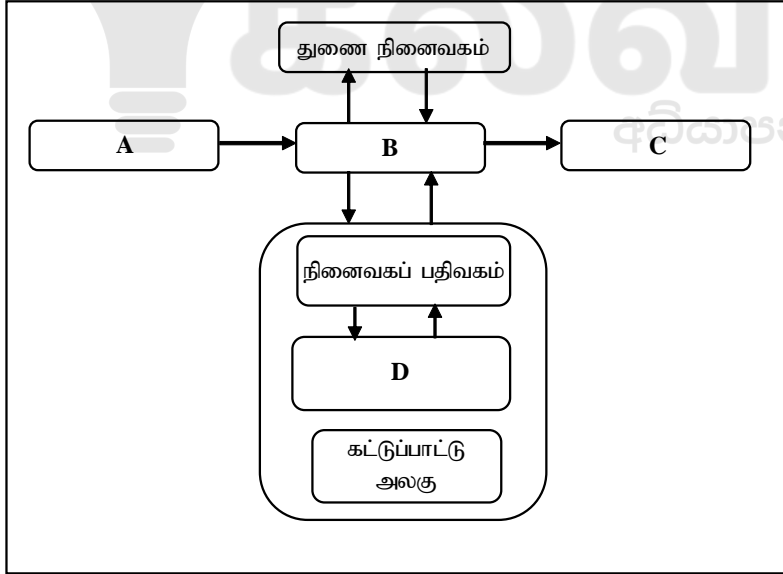 துணை நினைவகம்
A
B
C
நினைவகப் பதிவகம்
D
கட்டுப்பாட்டு
அலகு